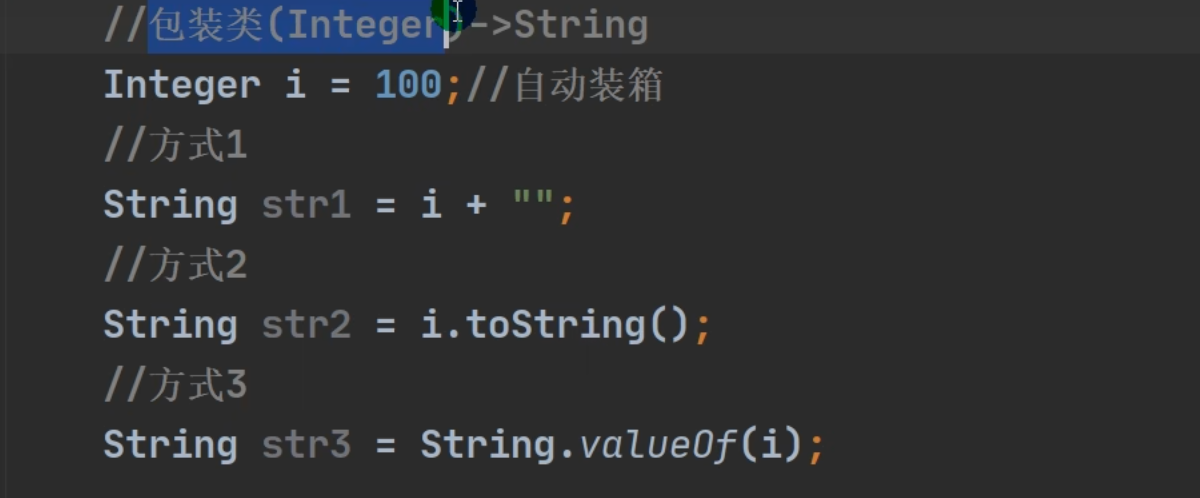 //包装类(Integer)->String
Integer i = 100;//自动装箱
//方式1
String str1 = i + "";
//方式2
String str2 = i.toString();
//方式3
String str3 = String.valueOf(i);